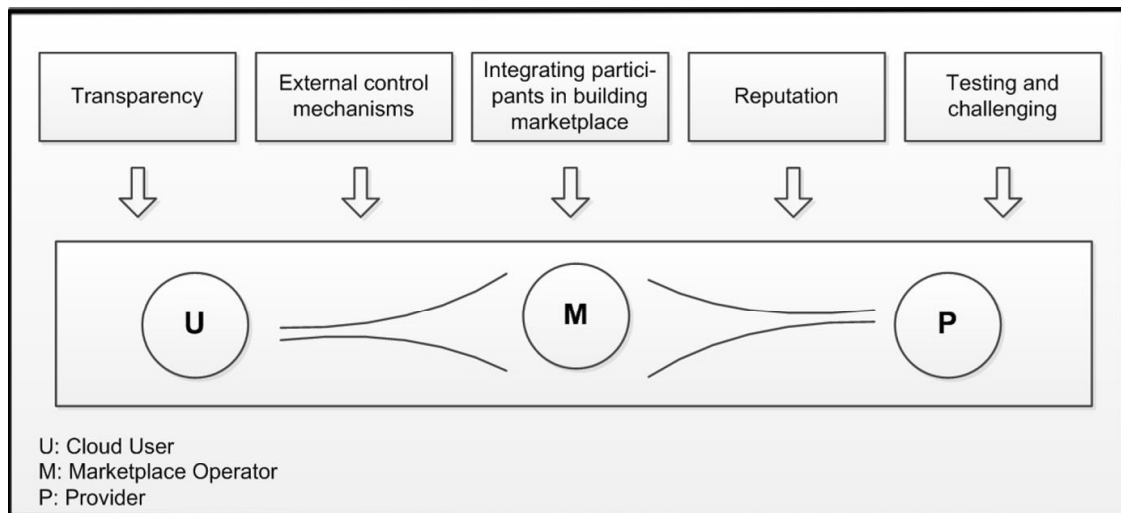 Transparency
External control
mechanisms
Integrating partici-
pants in building
marketplace
Reputation
Testing and
challenging
U
M
P
U: Cloud User
M: Marketplace Operator
P: Provider